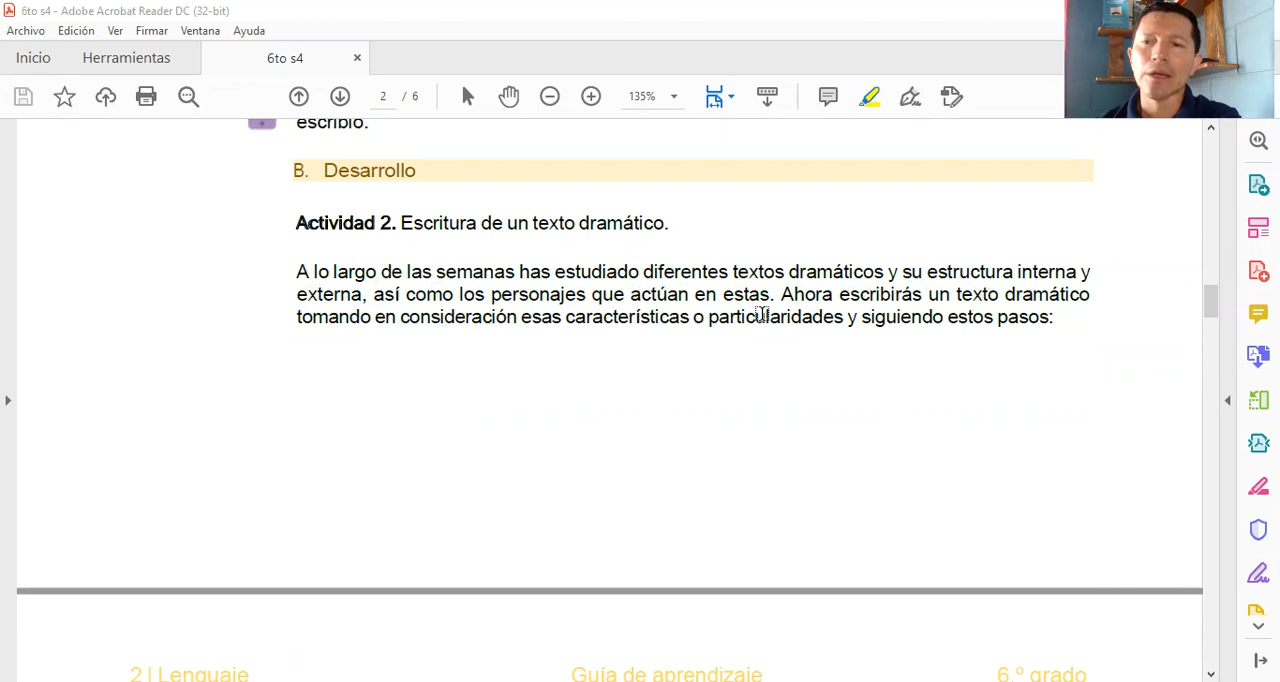 6to s4 - Adobe Acrobat Reader DC (32-bit)
Archivo Edición Ver Firmar Ventana Ayuda
Inicio Herramientas 6to s4 ×
2 / 6 135%
escribió.
B. Desarrollo
Actividad 2. Escritura de un texto dramático.
A lo largo de las semanas has estudiado diferentes textos dramáticos y su estructura interna y
externa, así como los personajes que actúan en estas. Ahora escribirás un texto dramático
tomando en consideración esas características o particularidades y siguiendo estos pasos:
2 | Lenguaje Guía de aprendizaje 6.º grado